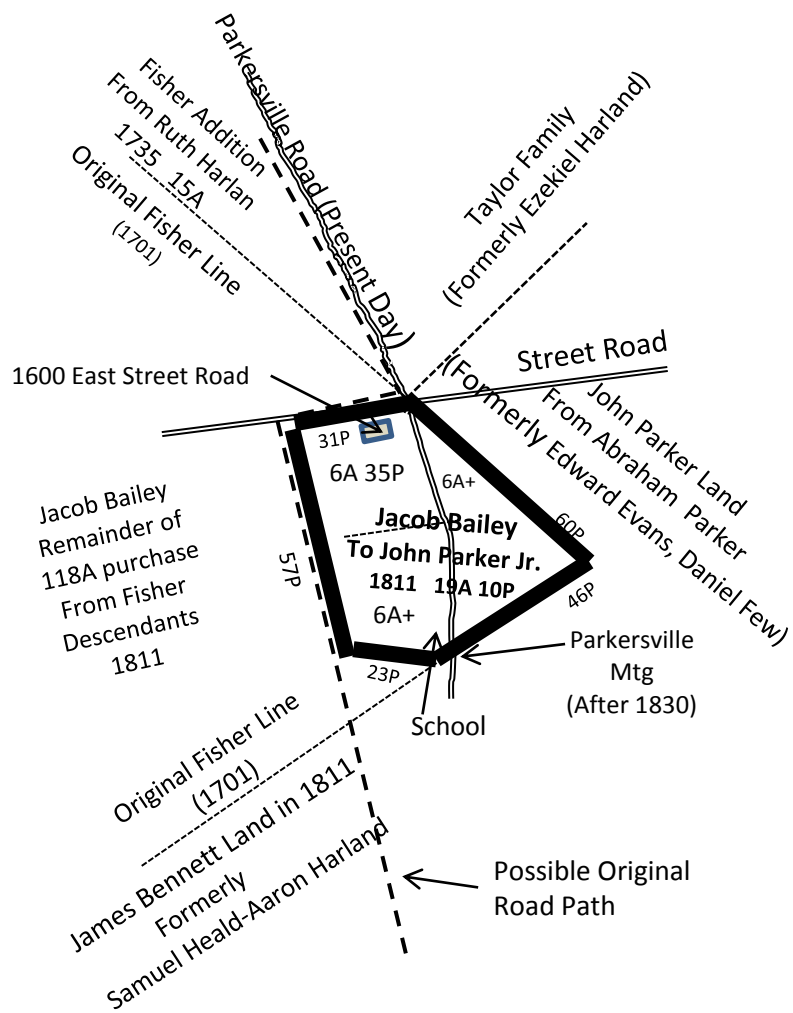 Parkersville Road (Present Day)
Fisher Addition
From Ruth Harlan
1735 15A
Original Fisher Line
(1701)
Taylor Family
(Formerly Ezekiel Harland)
Street Road
1600 East Street Road
John Parker Land
From Abraham Parker
(Formerly Edward Evans, Daniel Few)
31P
6A 35P
6A+
60P
Jacob Bailey
To John Parker Jr.
1811 19A 10P
6A+
57P
46P
23P
Jacob Bailey
Remainder of
118A purchase
From Fisher
Descendants
1811
Parkersville
Mtg
(After 1830)
School
Original Fisher Line
(1701)
James Bennett Land in 1811
Formerly
Samuel Heald-Aaron Harland
Possible Original
Road Path